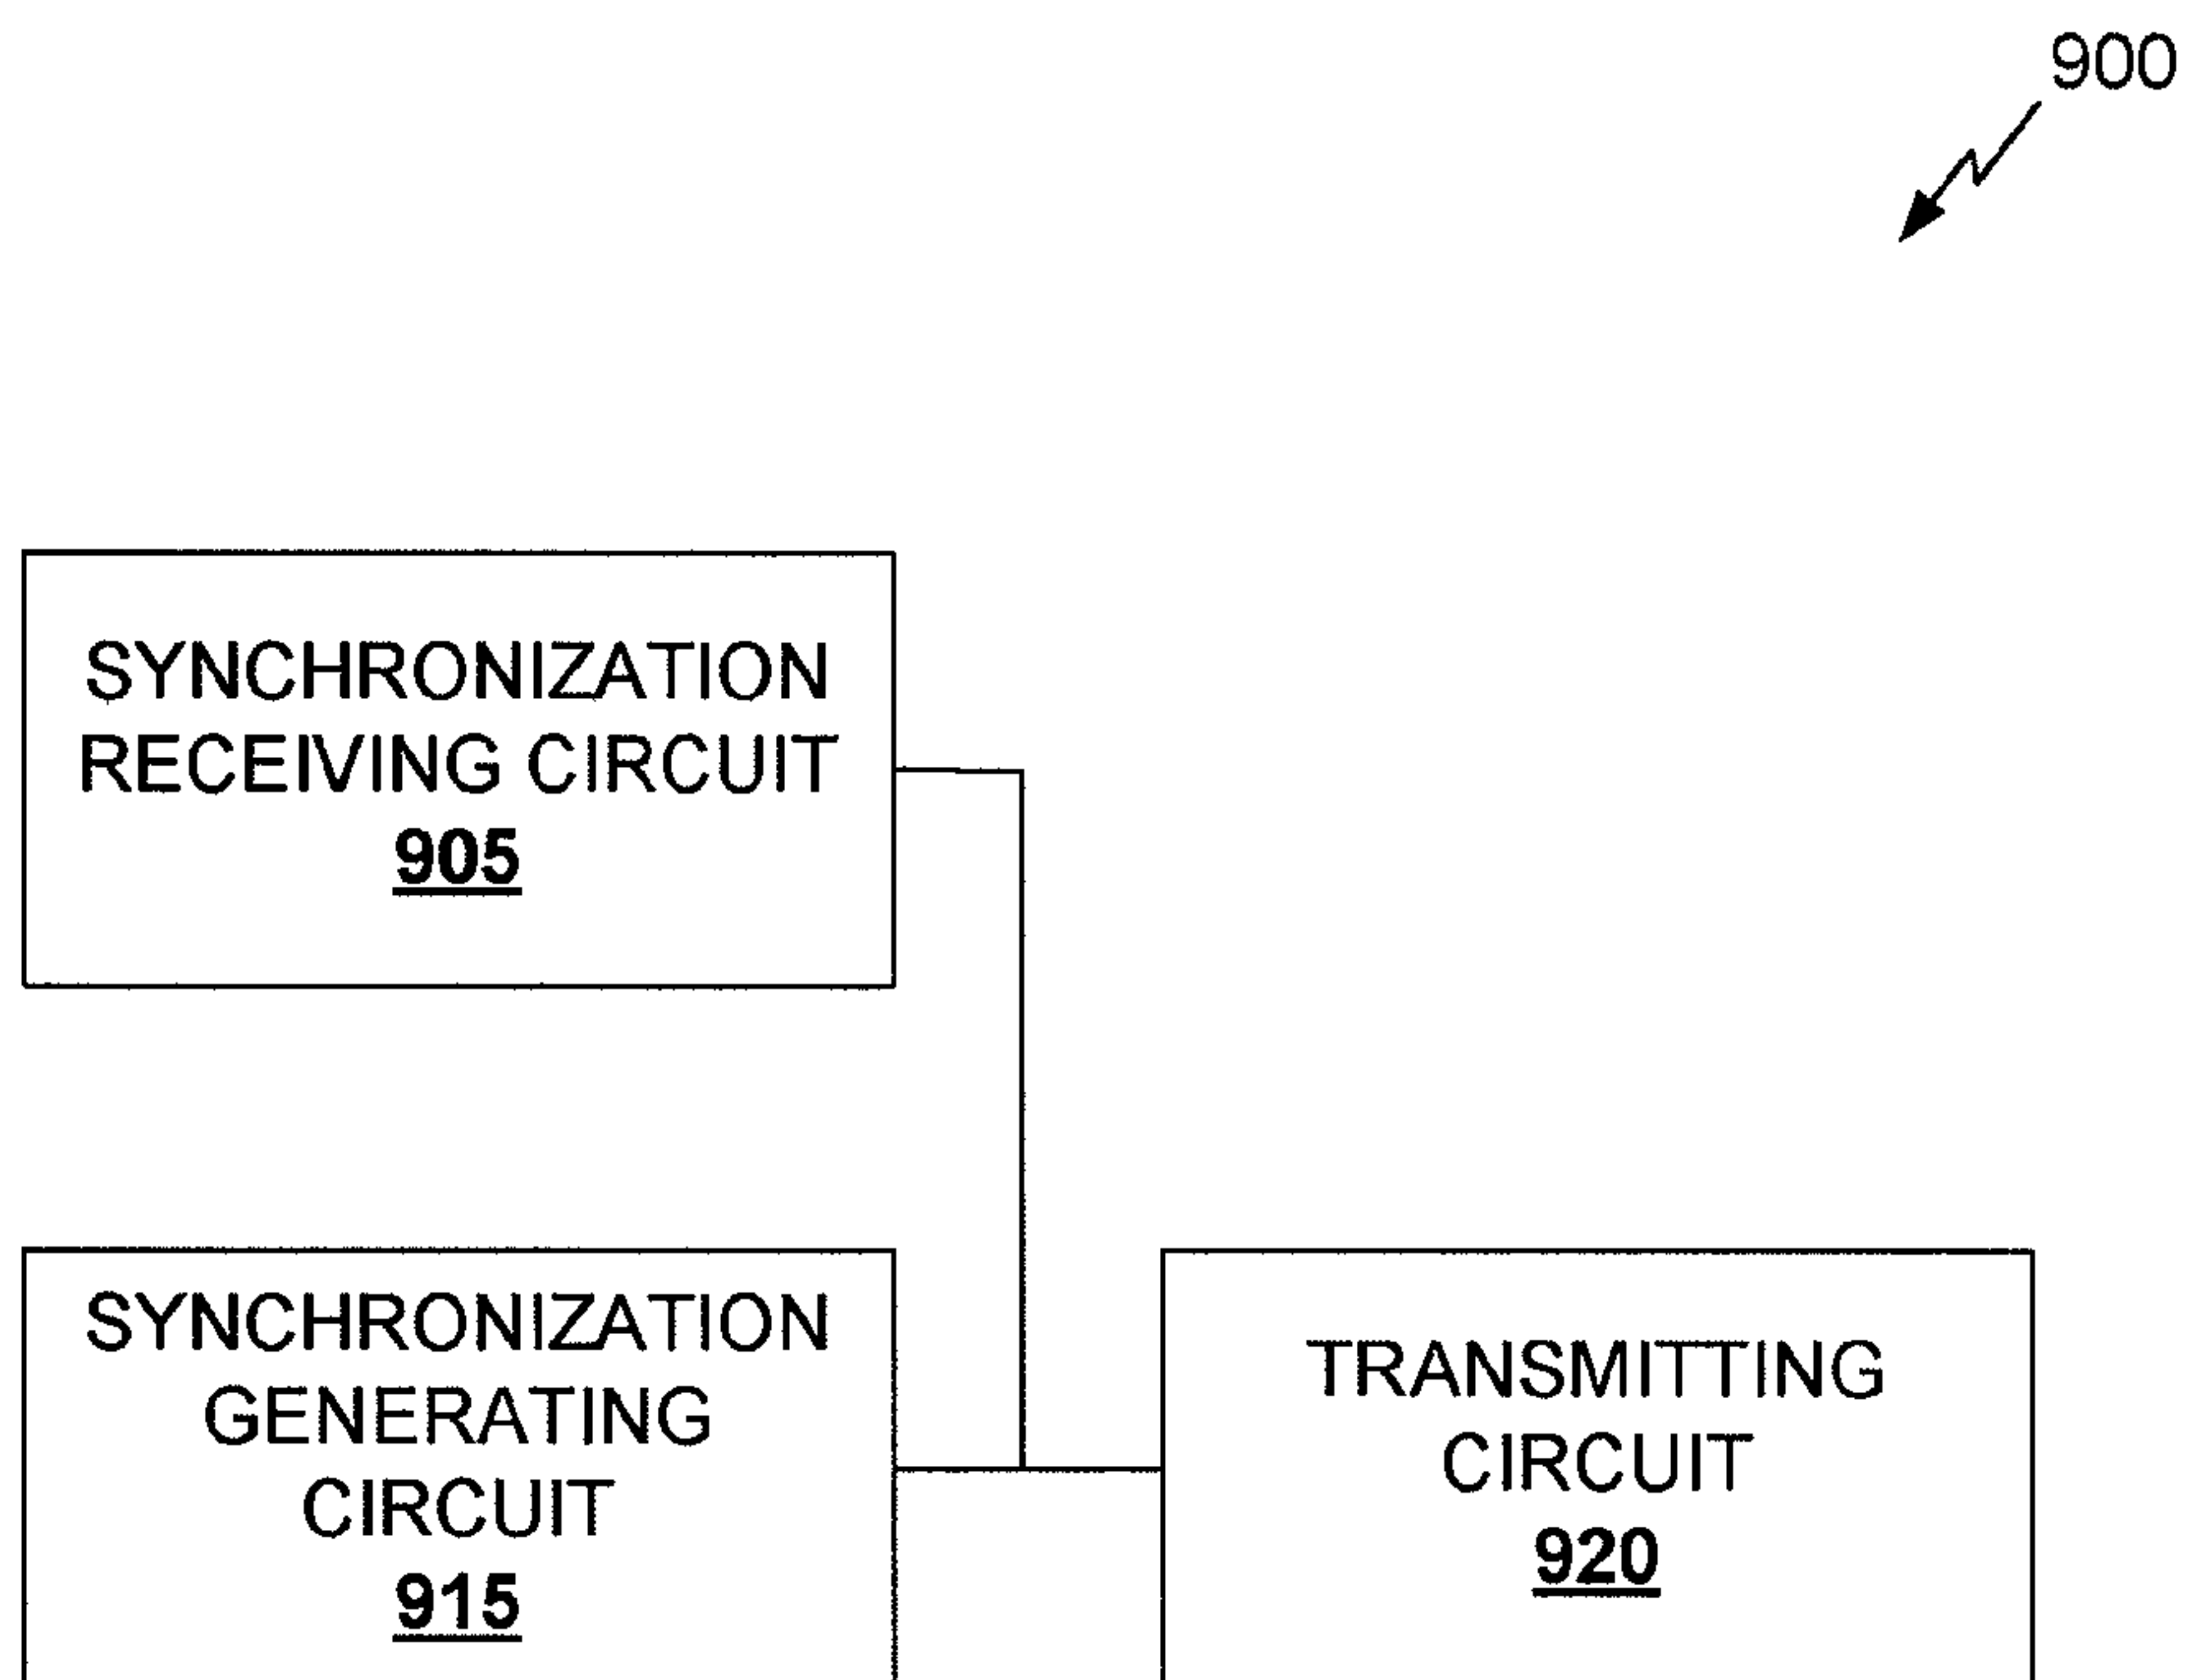 900
SYNCHRONIZATION
RECEIVING CIRCUIT
905
SYNCHRONIZATION
GENERATING
CIRCUIT
915
TRANSMITTING
CIRCUIT
920